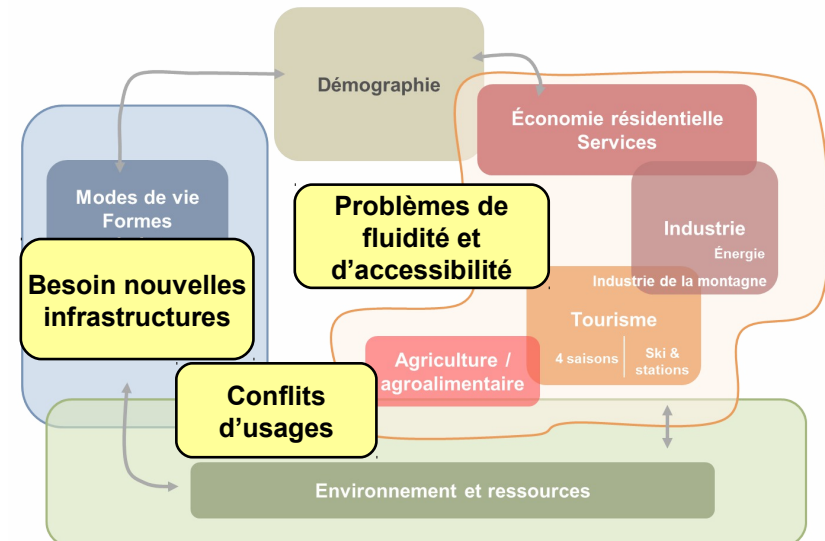 Démographie
Économie résidentielle
Services
Modes de vie
Formes
Problèmes de
fluidité et
d’accessibilité
Industrie
Énergie
Industrie de la montagne
Besoin nouvelles
infrastructures
Tourisme
4 saisons
Ski &
stations
Agriculture /
agroalimentaire
Conflits
d’usages
Environnement et ressources